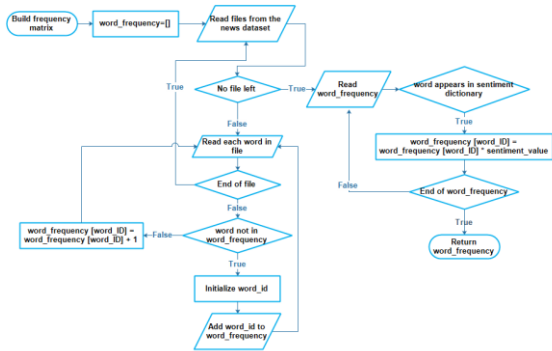 Build frequency
matrix
word_frequency=[]
Read files from the
news dataset
True
No file left
True
Read
word_frequency
word appears in sentiment
dictionary
True
False
Read each word in
file
word_frequency [word_ID] =
word_frequency [word_ID] * sentiment_value
End of file
False
End of word_frequency
False
True
word_frequency [word_ID] =
word_frequency [word_ID] + 1
False
word not in
word_frequency
Return
word_frequency
True
Initialize word_id
Add word_id to
word_frequency